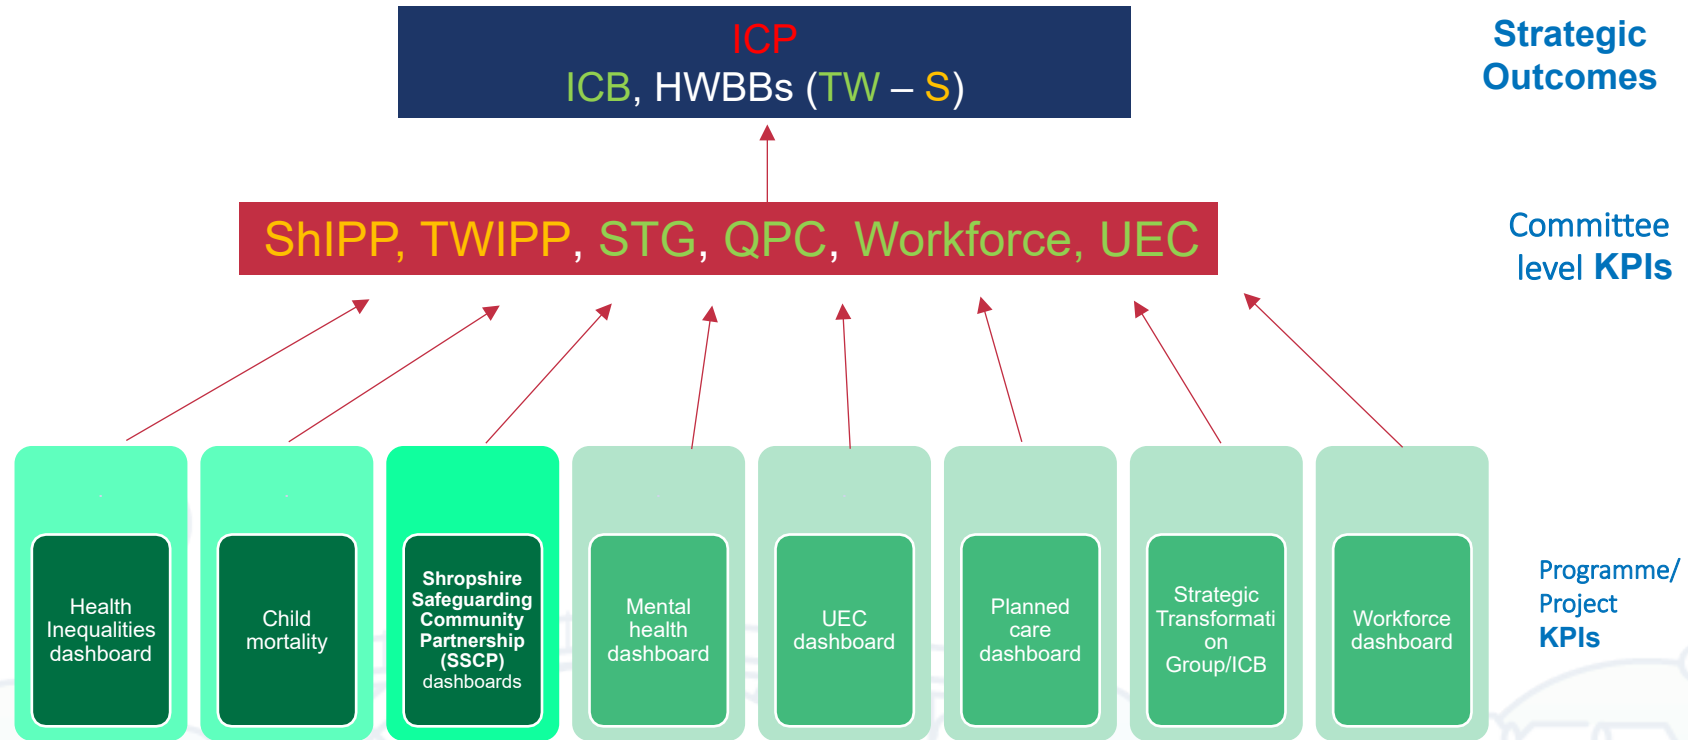 ICP
ICB, HWBBs (TW – S)
Strategic
Outcomes
ShIPP, TWIPP, STG, QPC, Workforce, UEC
Committee
level KPIs
Health
Inequalities
dashboard
Child
mortality
Shropshire
Safeguarding
Community
Partnership
(SSCP)
dashboards
Mental
health
dashboard
UEC
dashboard
Planned
care
dashboard
Strategic
Transformati
on
Group/ICB
Workforce
dashboard
Programme/
Project
KPIs